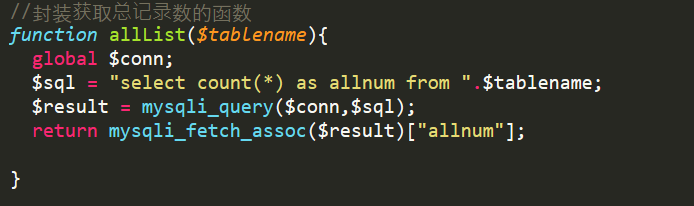 //封装获取总记录数的函数
function allList($tablename){
global $conn;
$sql = "select count(*) as allnum from ".$tablename;
$result = mysqli_query($conn,$sql);
return mysqli_fetch_assoc($result)["allnum"];
}